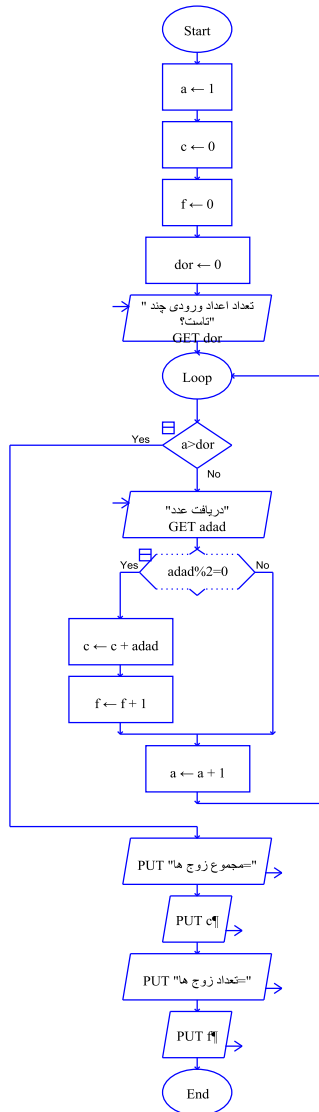 Start
a ← 1
c ← 0
f ← 0
dor ← 0
"تعداد اعداد ورودی چند
تاست؟"
GET dor
Loop
Yes
a>dor
No
"دریافت عدد"
GET adad
Yes
adad%2=0
No
c ← c + adad
f ← f + 1
a ← a + 1
PUT "مجموع زوج ها="
PUT c¶
PUT "تعداد زوج ها="
PUT f¶
End